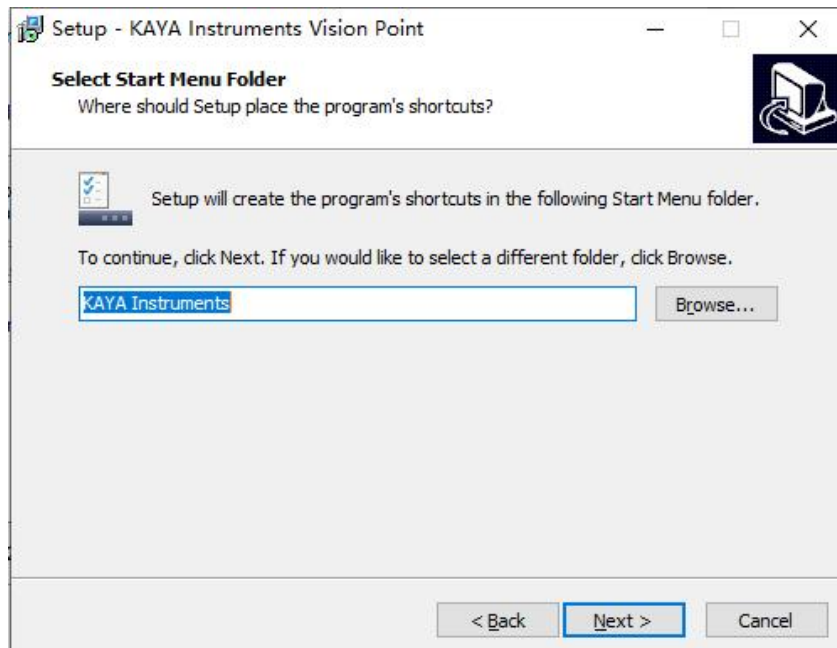 Setup - KAYA Instruments Vision Point
Select Start Menu Folder
Where should Setup place the program's shortcuts?
Setup will create the program's shortcuts in the following Start Menu folder.
To continue, click Next. If you would like to select a different folder, click Browse.
KAYA Instruments
Browse...
< Back
Next >
Cancel